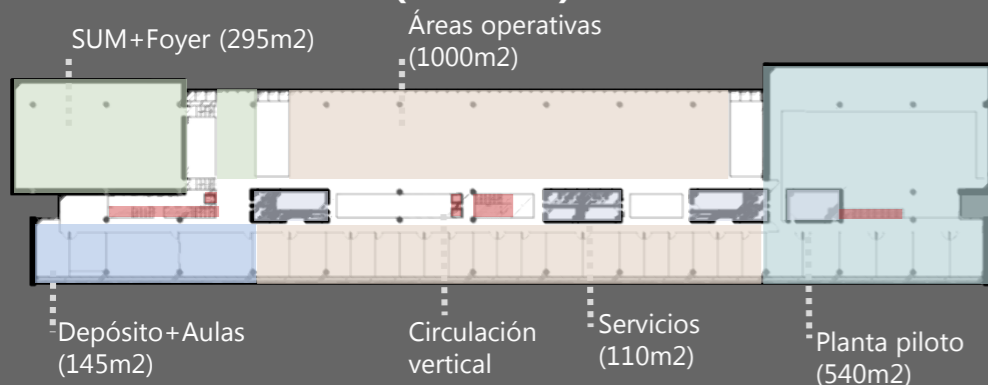 SUM+Foyer (295m2)
Áreas operativas
(1000m2)
Depósito+Aulas
(145m2)
Circulación
vertical
Servicios
(110m2)
Planta piloto
(540m2)